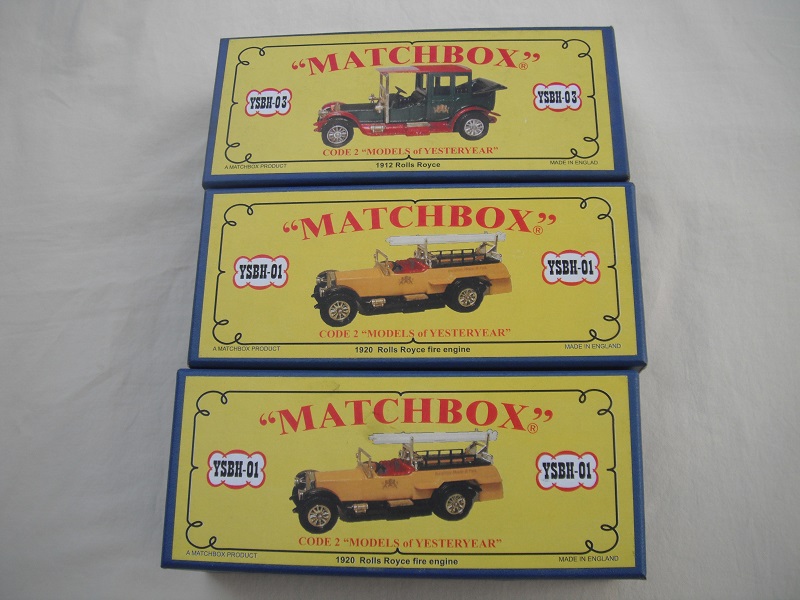 "MATCHBOX"®
YSBH-03 YSBH-03
CODE 2 "MODELS of YESTERYEAR"
A MATCHBOX PRODUCT 1912 Rolls Royce MADE IN ENGLAD
"MATCHBOX"®
YSBH-01 YSBH-01
CODE 2 "MODELS of YESTERYEAR"
A MATCHBOX PRODUCT 1920 Rolls Royce fire engine MADE IN ENGLAND
"MATCHBOX"®
YSBH-01 YSBH-01
CODE 2 "MODELS of YESTERYEAR"
A MATCHBOX PRODUCT 1920 Rolls Royce fire engine MADE IN ENGLAND